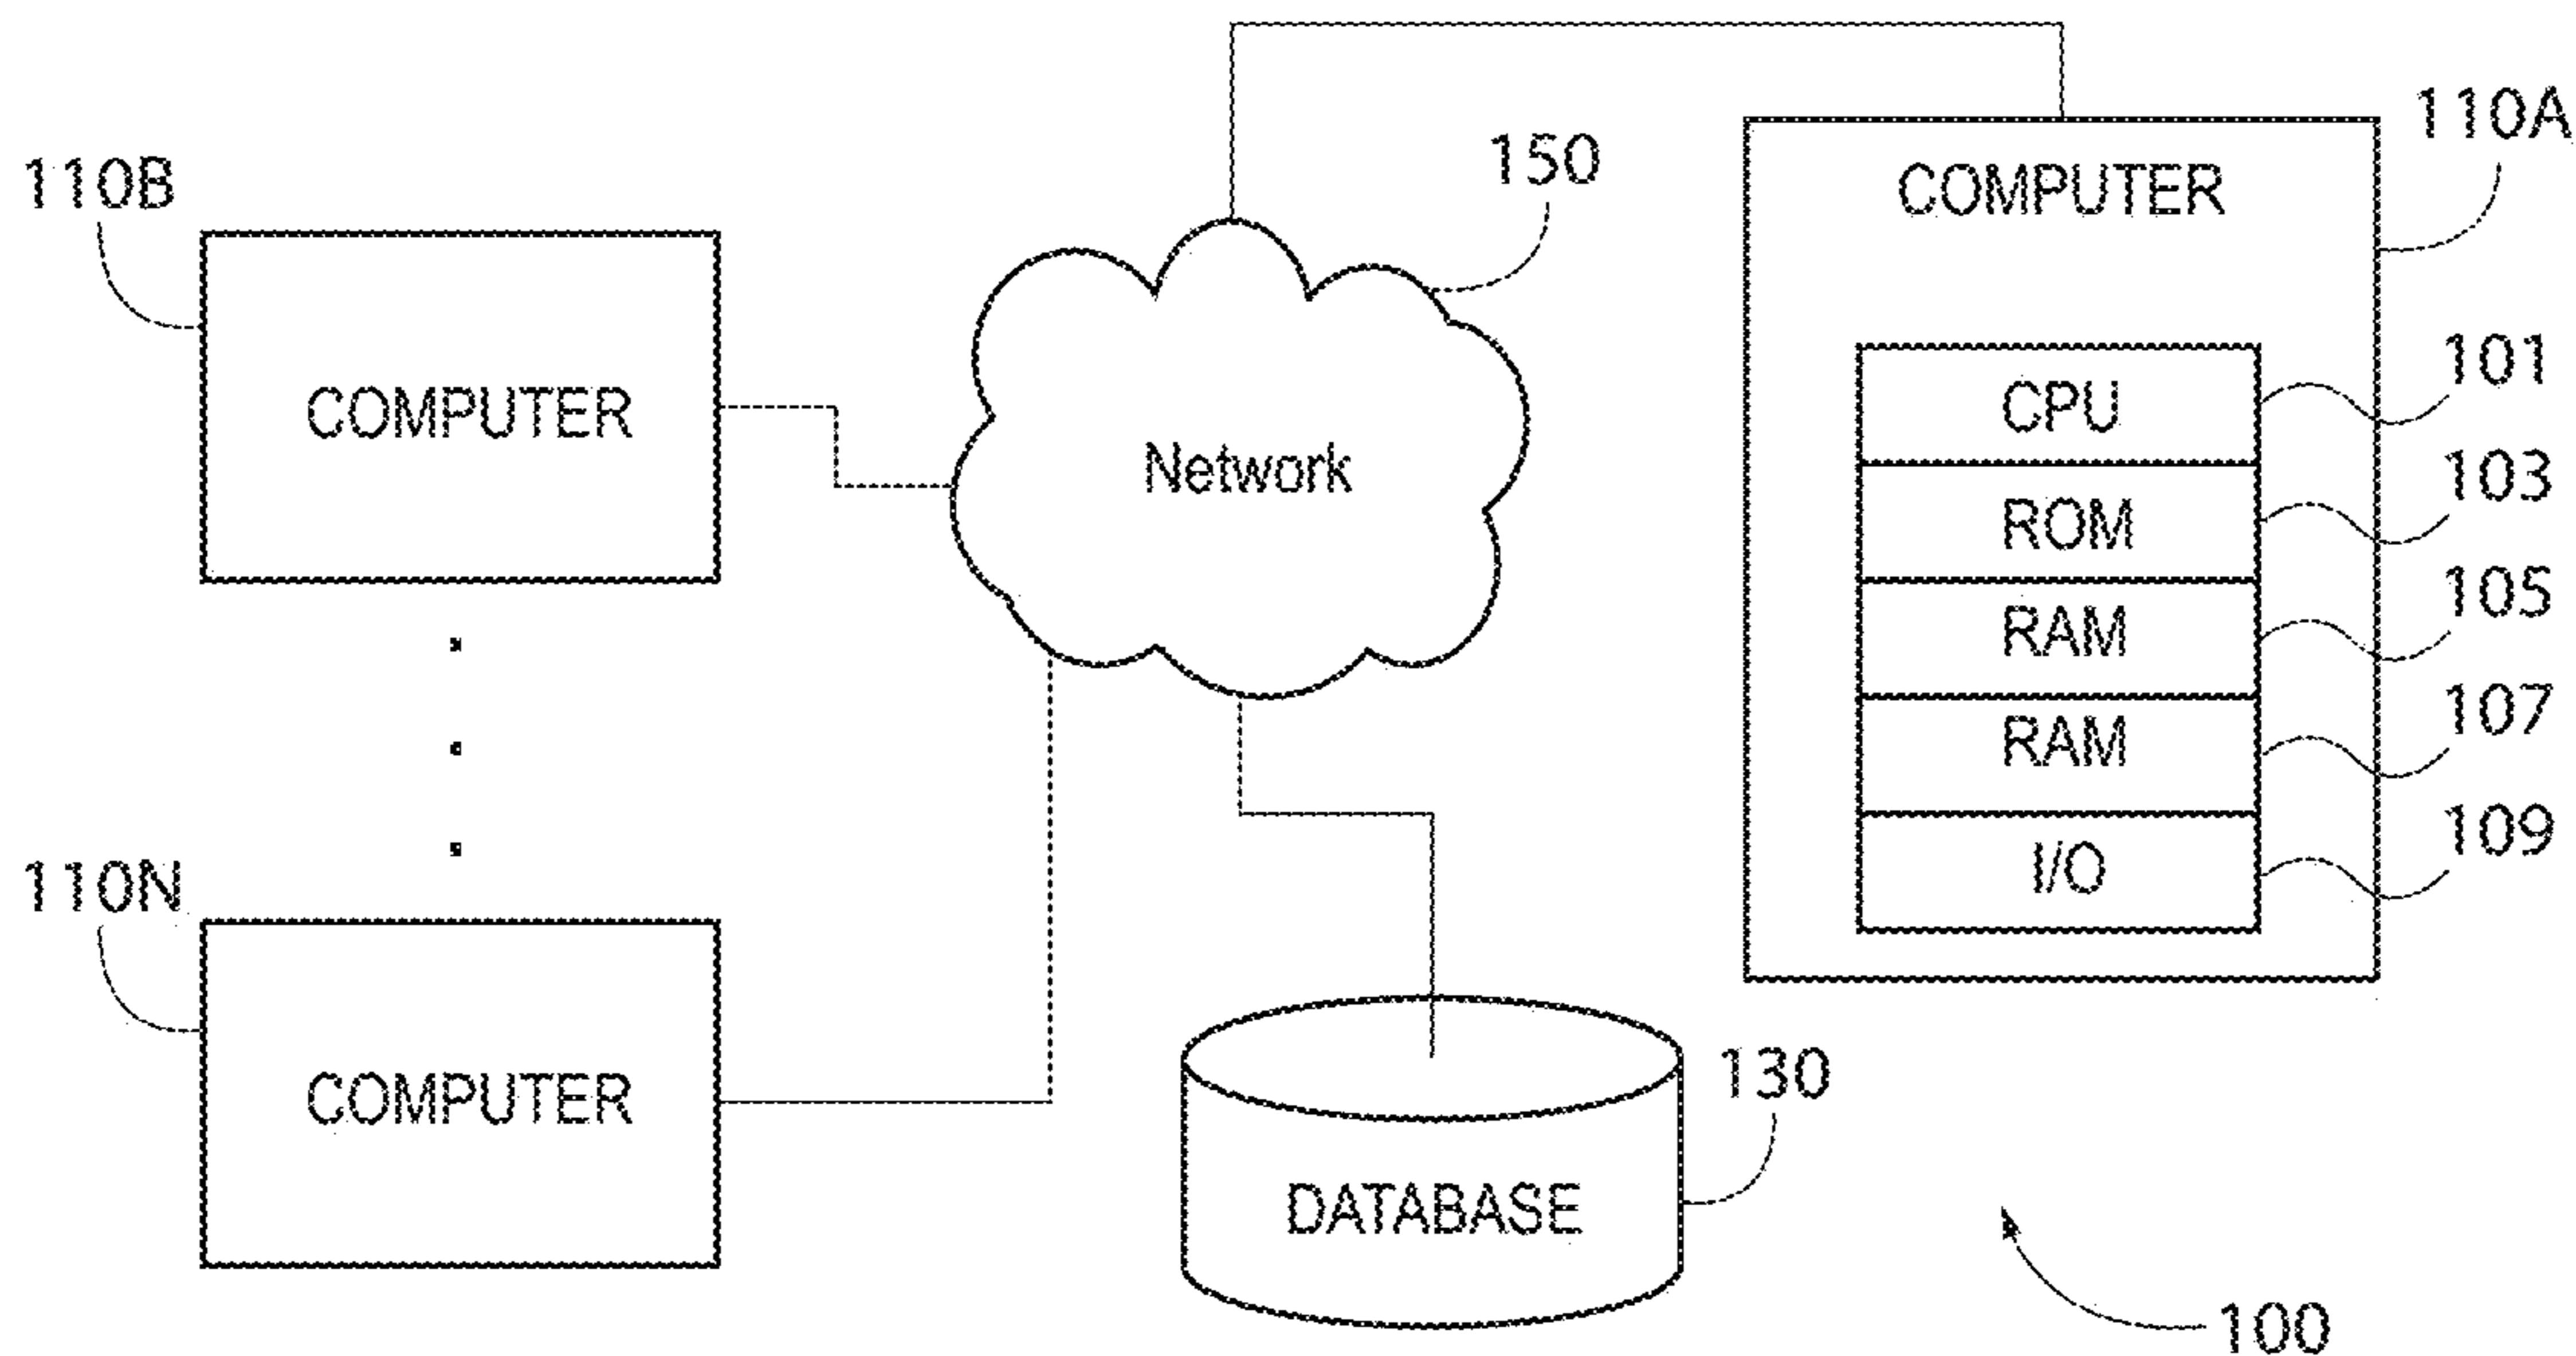 110A
COMPUTER
150
110B
101
CPU
COMPUTER
Network
103
ROM
105
RAM
107
RAM
109
I/O
110N
COMPUTER
130
DATABASE
100